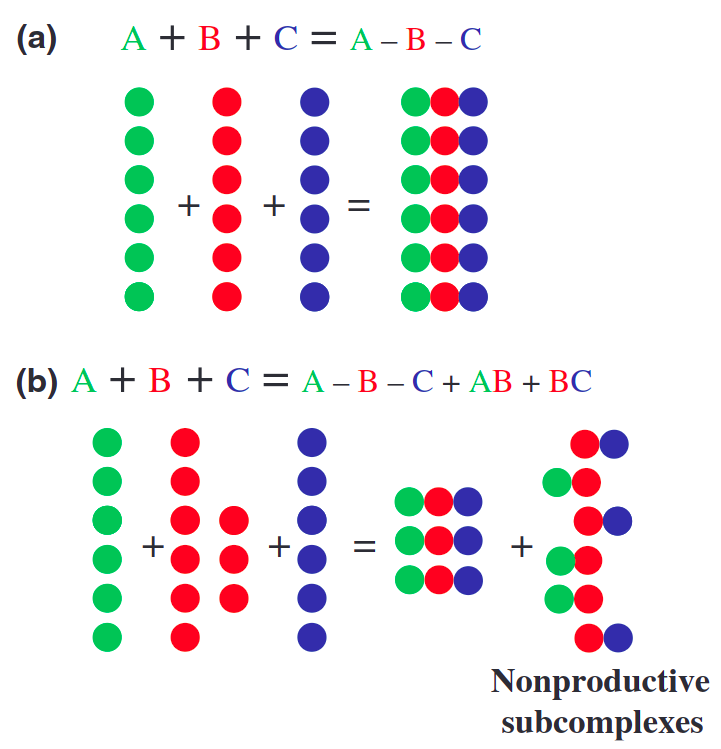 (a) A + B + C = A – B – C
+ + =
(b) A + B + C = A – B – C + AB + BC
+ + = +
Nonproductive
subcomplexes